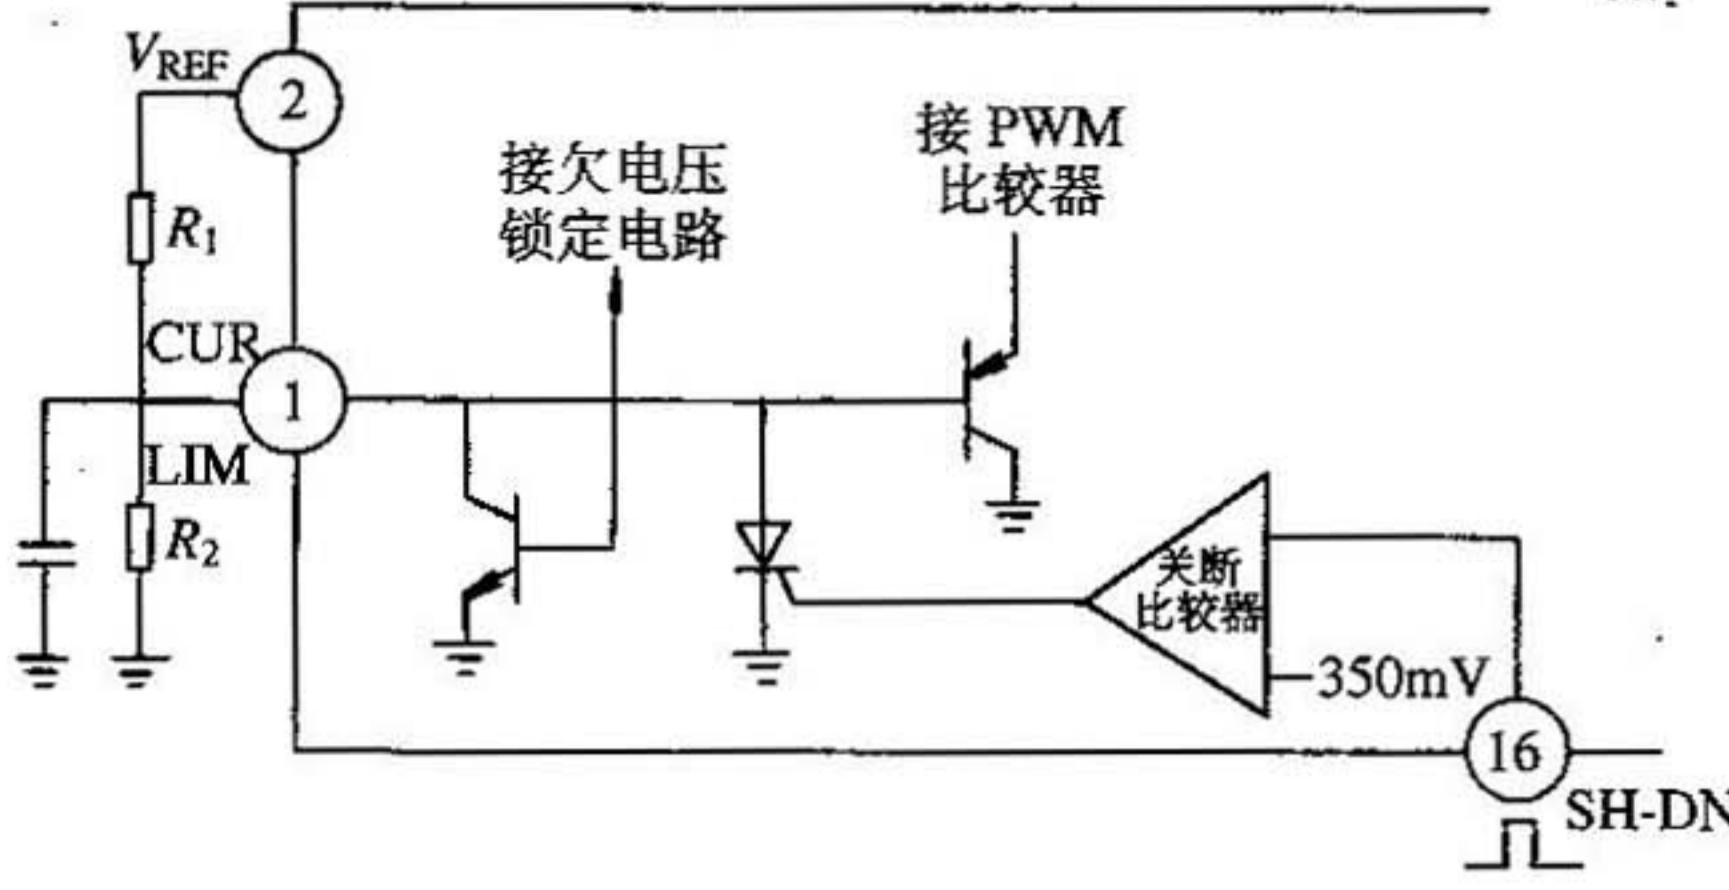 V_REF
2
接 PWM
比较器
接欠电压
锁定电路
R₁
CUR
1
LIM
R₂
关断
比较器
350mV
16
SH-DN